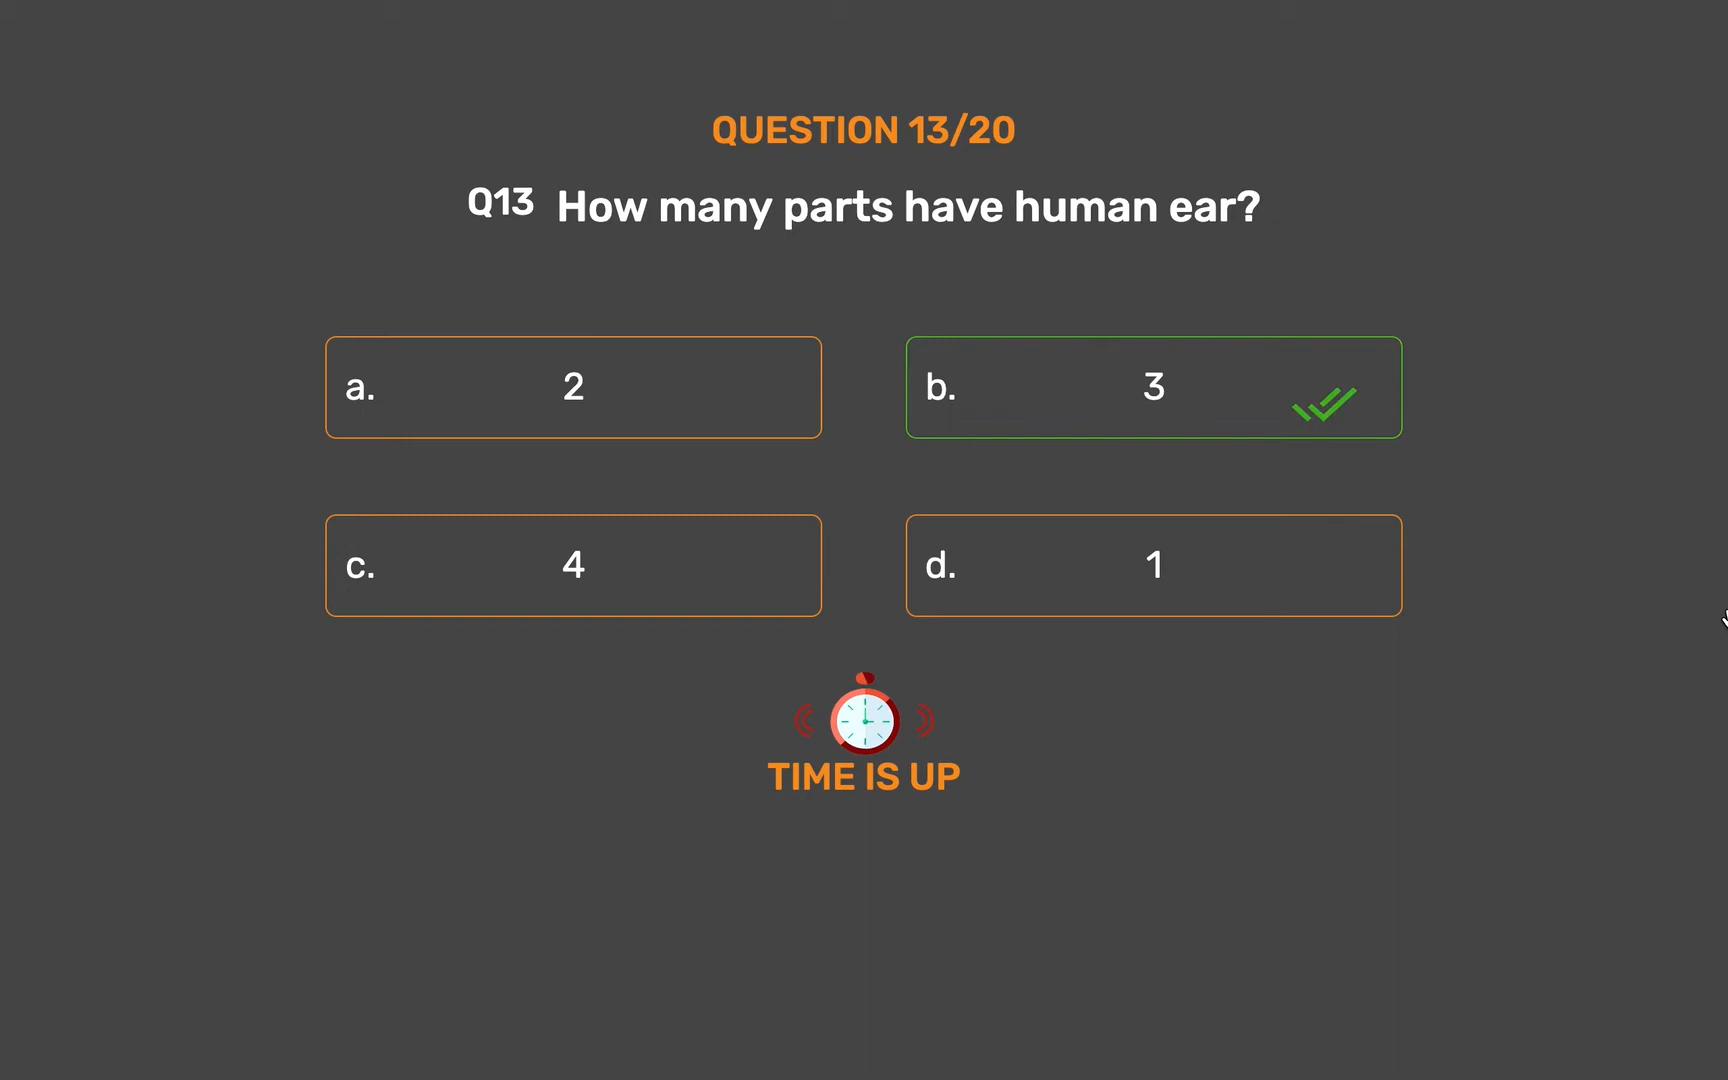 QUESTION 13/20
Q13 How many parts have human ear?
a. 2
b. 3
c. 4
d. 1
TIME IS UP